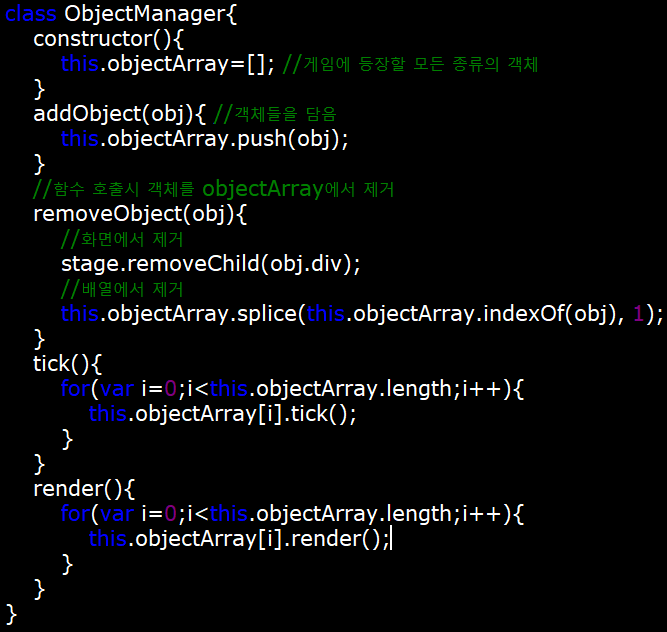 class ObjectManager{
constructor(){
this.objectArray=[]; //게임에 등장할 모든 종류의 객체
}
addObject(obj){ //객체들을 담음
this.objectArray.push(obj);
}
//함수 호출시 객체를 objectArray에서 제거
removeObject(obj){
//화면에서 제거
stage.removeChild(obj.div);
//배열에서 제거
this.objectArray.splice(this.objectArray.indexOf(obj), 1);
}
tick(){
for(var i=0;i<this.objectArray.length;i++){
this.objectArray[i].tick();
}
}
render(){
for(var i=0;i<this.objectArray.length;i++){
this.objectArray[i].render();
}
}
}